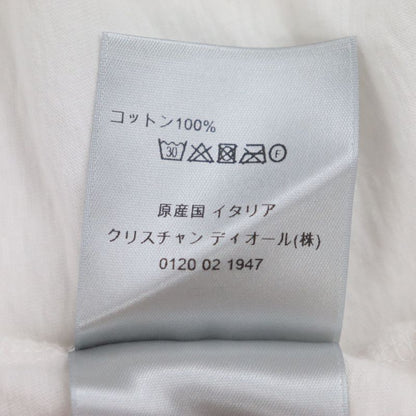 コットン100%
30 F
原産国 イタリア
クリスチャン ディオール(株)
0120 02 1947